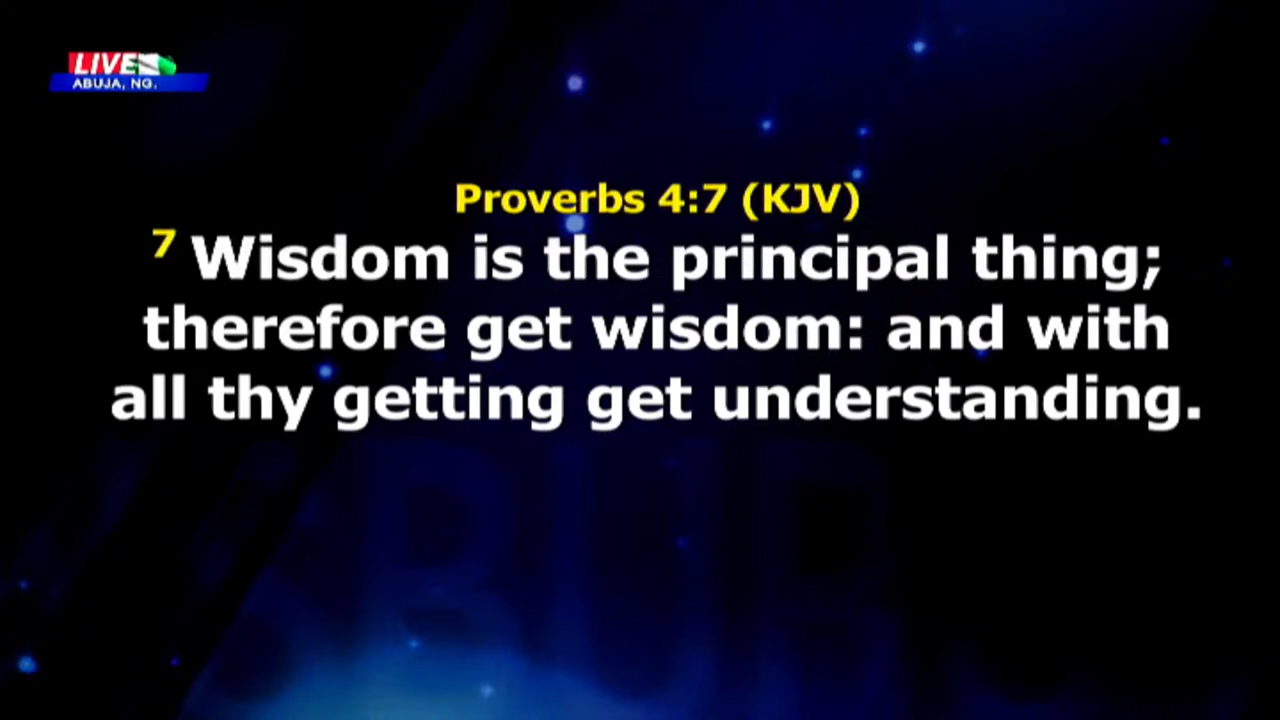 LIVE
ABUJA, NG.
Proverbs 4:7 (KJV)
7 Wisdom is the principal thing;
therefore get wisdom: and with
all thy getting get understanding.